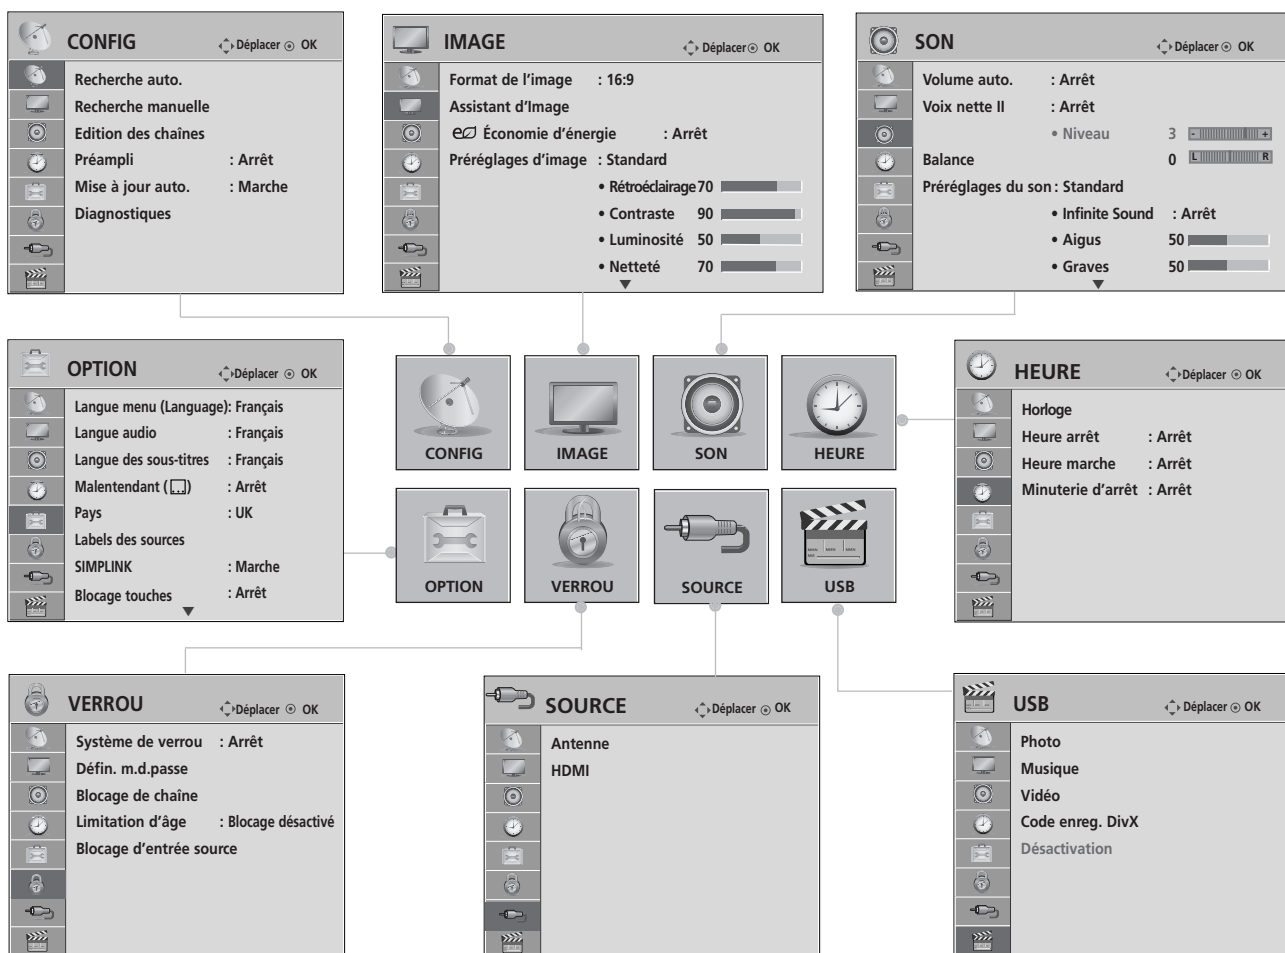 CONFIG
Déplacer OK
Recherche auto.
Recherche manuelle
Edition des chaînes
Préampli : Arrêt
Mise à jour auto. : Marche
Diagnostiques
IMAGE
Déplacer OK
Format de l'image : 16:9
Assistant d'Image
Économie d'énergie : Arrêt
Préréglages d'image : Standard
• Rétroéclairage 70
• Contraste 90
• Luminosité 50
• Netteté 70
SON
Déplacer OK
Volume auto. : Arrêt
Voix nette II : Arrêt
• Niveau 3 - +
Balance 0 L R
Préréglages du son : Standard
• Infinite Sound : Arrêt
• Aigus 50
• Graves 50
OPTION
Déplacer OK
Langue menu (Language) : Français
Langue audio : Français
Langue des sous-titres : Français
Malentendant ( ) : Arrêt
Pays : UK
Labels des sources
SIMPLINK : Marche
Blocage touches : Arrêt
CONFIG
IMAGE
SON
HEURE
OPTION
VERROU
SOURCE
USB
HEURE
Déplacer OK
Horloge
Heure arrêt : Arrêt
Heure marche : Arrêt
Minuterie d'arrêt : Arrêt
VERROU
Déplacer OK
Système de verrou : Arrêt
Défin. m.d.passe
Blocage de chaîne
Limitation d'âge : Blocage désactivé
Blocage d'entrée source
SOURCE
Déplacer OK
Antenne
HDMI
USB
Déplacer OK
Photo
Musique
Vidéo
Code enreg. DivX
Désactivation